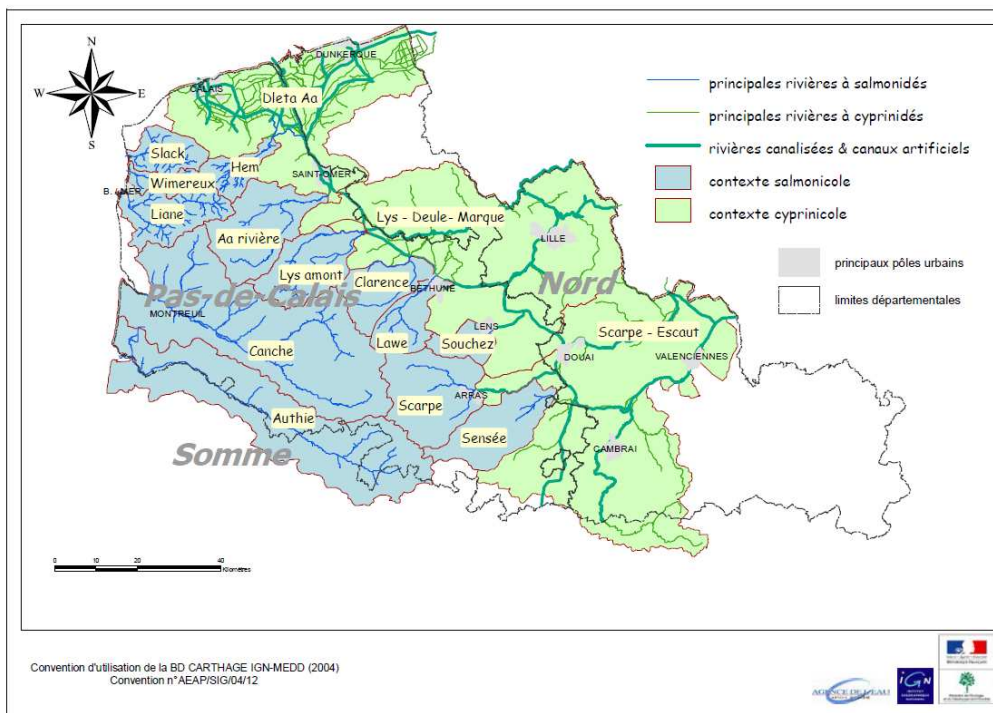 N
W
E
S
DUNKERQUE
CALAIS
Dleta Aa
Slack
Hem
SAINT-OMER
Wimereux
Liane
Lys - Deule- Marque
Aa rivière
LILLE
Lys amont
Clarence
BETHUNE
Nord
Pas-de-Calais
MONTREUIL
LENS
Scarpe - Escaut
Canche
Lawe
Souchez
DOUAI
VALENCIENNES
ARRAS
Scarpe
Authie
Sensée
Somme
CAMBRAI
principales rivières à salmonidés
principales rivières à cyprinidés
rivières canalisées & canaux artificiels
contexte salmonicole
contexte cyprinicole
principaux pôles urbains
limites départementales
0 10 20 40
Kilomètres
Convention d'utilisation de la BD CARTHAGE IGN-MEDD (2004)
Convention n°AEAP/SIG/04/12
AGENCE DE L'EAU
IGN